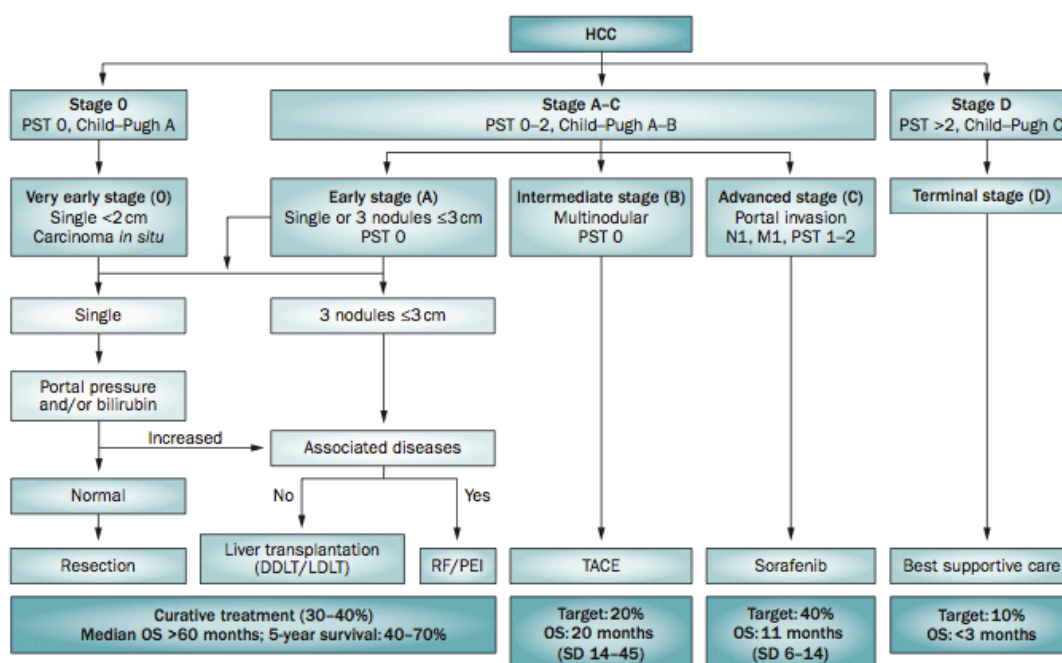 HCC
Stage 0
PST 0, Child–Pugh A
Stage A–C
PST 0–2, Child–Pugh A–B
Stage D
PST >2, Child–Pugh C
Very early stage (0)
Single <2 cm
Carcinoma in situ
Early stage (A)
Single or 3 nodules ≤3 cm
PST 0
Intermediate stage (B)
Multinodular
PST 0
Advanced stage (C)
Portal invasion
N1, M1, PST 1–2
Terminal stage (D)
Single
3 nodules ≤3 cm
Portal pressure
and/or bilirubin
Increased
Associated diseases
Normal
No
Yes
Resection
Liver transplantation
(DDLT/LDLT)
RF/PEI
TACE
Sorafenib
Best supportive care
Curative treatment (30–40%)
Median OS >60 months; 5-year survival: 40–70%
Target: 20%
OS: 20 months
(SD 14–45)
Target: 40%
OS: 11 months
(SD 6–14)
Target: 10%
OS: <3 months